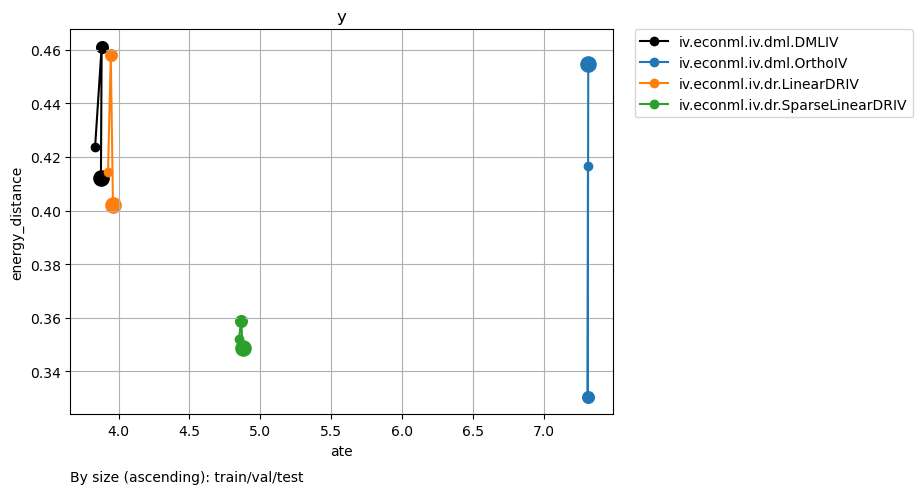 y
0.46
0.44
0.42
0.40
0.38
0.36
0.34
energy_distance
4.0 4.5 5.0 5.5 6.0 6.5 7.0
ate
By size (ascending): train/val/test
iv.econml.iv.dml.DMLIV
iv.econml.iv.dml.OrthoIV
iv.econml.iv.dr.LinearDRIV
iv.econml.iv.dr.SparseLinearDRIV